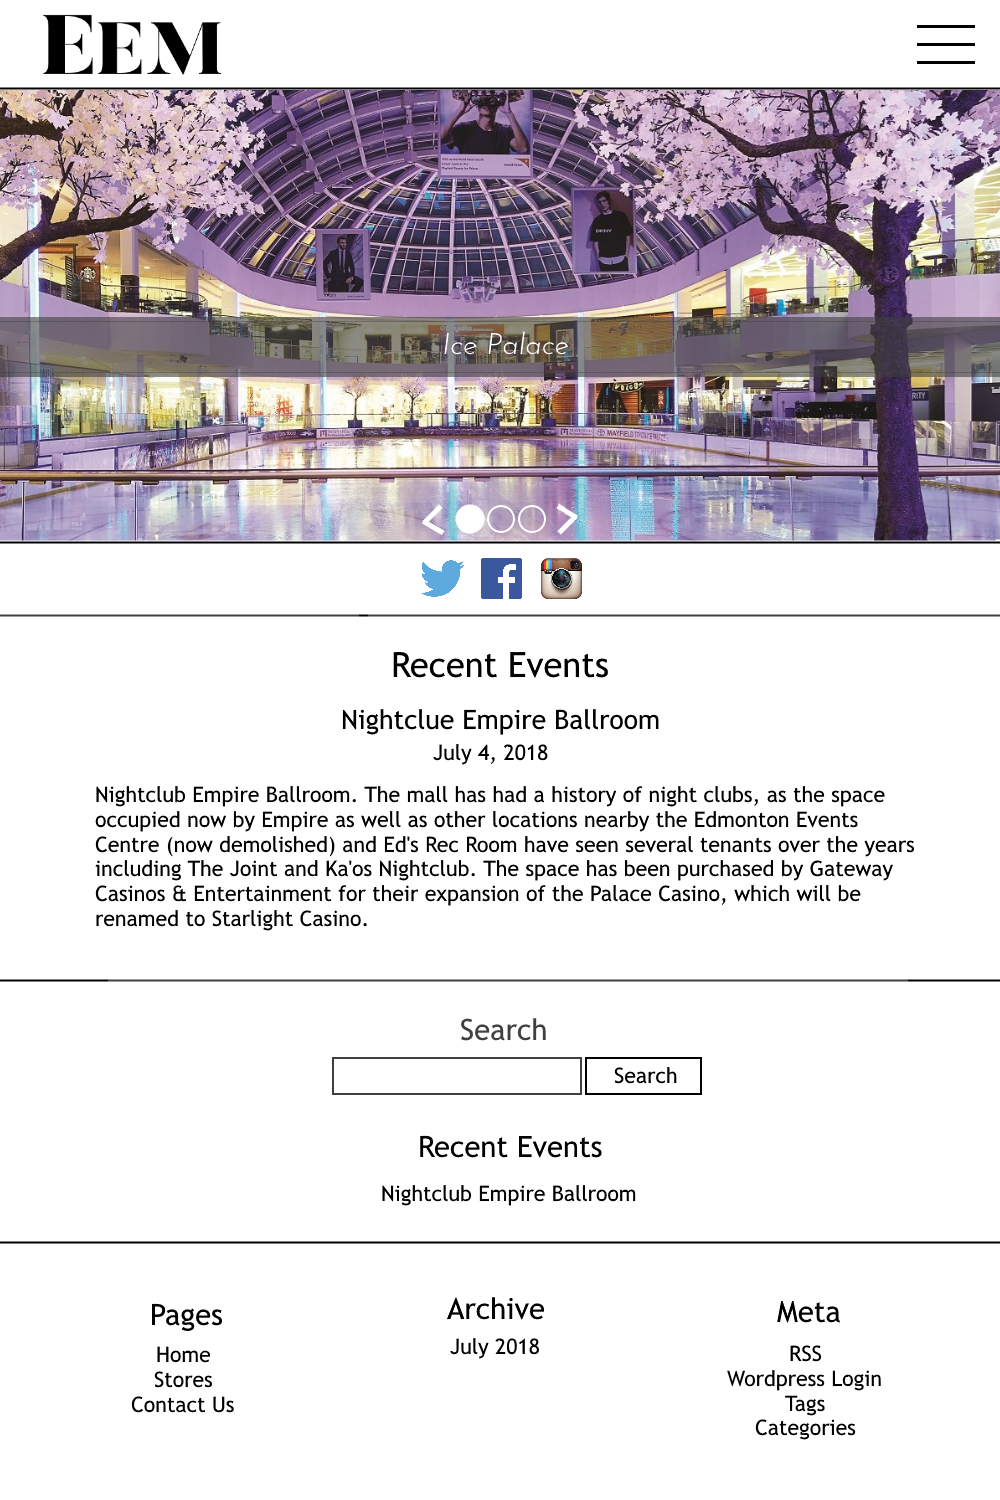 EEM
DKNY
Ice Palace
RITY
MAYFIELD
Recent Events
Nightclue Empire Ballroom
July 4, 2018
Nightclub Empire Ballroom. The mall has had a history of night clubs, as the space
occupied now by Empire as well as other locations nearby the Edmonton Events
Centre (now demolished) and Ed's Rec Room have seen several tenants over the years
including The Joint and Ka'os Nightclub. The space has been purchased by Gateway
Casinos & Entertainment for their expansion of the Palace Casino, which will be
renamed to Starlight Casino.
Search
Search
Recent Events
Nightclub Empire Ballroom
Pages
Home
Stores
Contact Us
Archive
July 2018
Meta
RSS
Wordpress Login
Tags
Categories